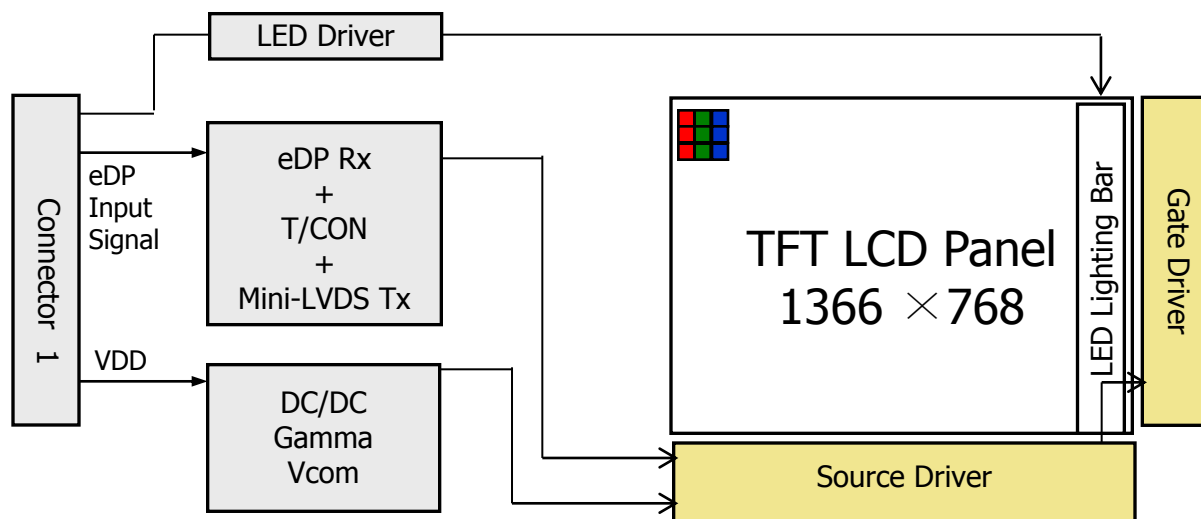 LED Driver
Connector 1
eDP
Input
Signal
eDP Rx
+
T/CON
+
Mini-LVDS Tx
VDD
DC/DC
Gamma
Vcom
TFT LCD Panel
1366 ×768
LED Lighting Bar
Gate Driver
Source Driver